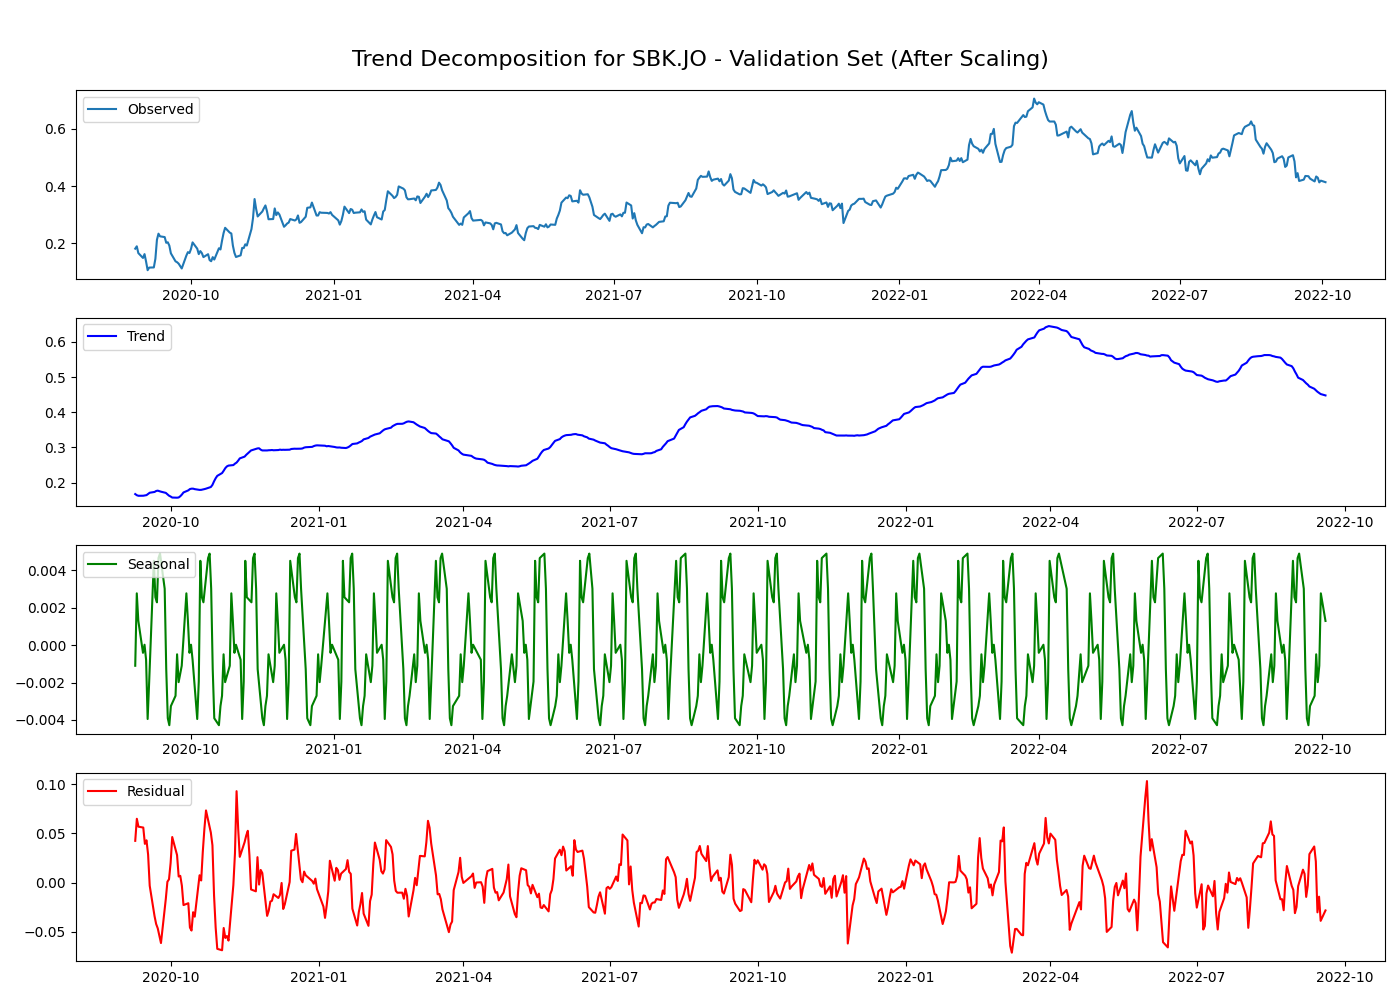 Trend Decomposition for SBK.JO - Validation Set (After Scaling)
Observed
0.6
0.4
0.2
2020-10 2021-01 2021-04 2021-07 2021-10 2022-01 2022-04 2022-07 2022-10
Trend
0.6
0.5
0.4
0.3
0.2
2020-10 2021-01 2021-04 2021-07 2021-10 2022-01 2022-04 2022-07 2022-10
Seasonal
0.004
0.002
0.000
−0.002
−0.004
2020-10 2021-01 2021-04 2021-07 2021-10 2022-01 2022-04 2022-07 2022-10
Residual
0.10
0.05
0.00
−0.05
2020-10 2021-01 2021-04 2021-07 2021-10 2022-01 2022-04 2022-07 2022-10